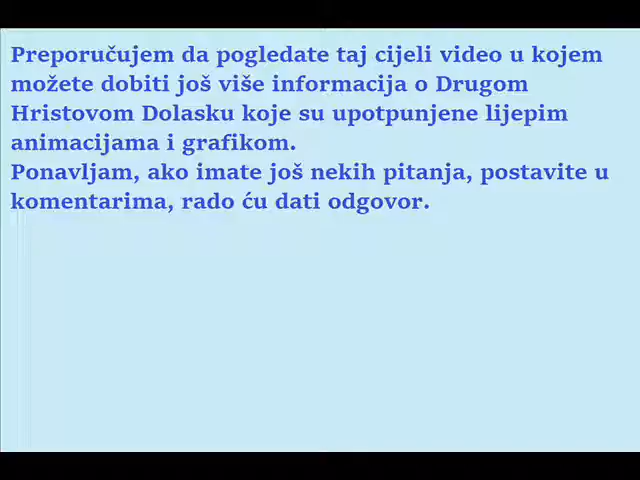 Preporučujem da pogledate taj cijeli video u kojem
možete dobiti još više informacija o Drugom
Hristovom Dolasku koje su upotpunjene lijepim
animacijama i grafikom.
Ponavljam, ako imate još nekih pitanja, postavite u
komentarima, rado ću dati odgovor.